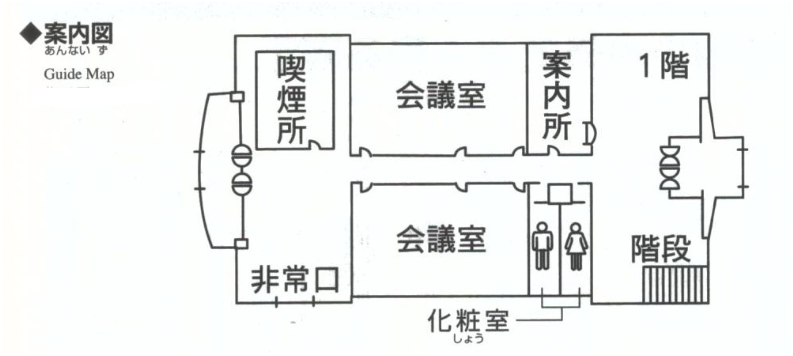 ◆案内図
あんない ず
Guide Map
喫煙所
会議室
案内所
1階
会議室
非常口
階段
化粧室
しょう